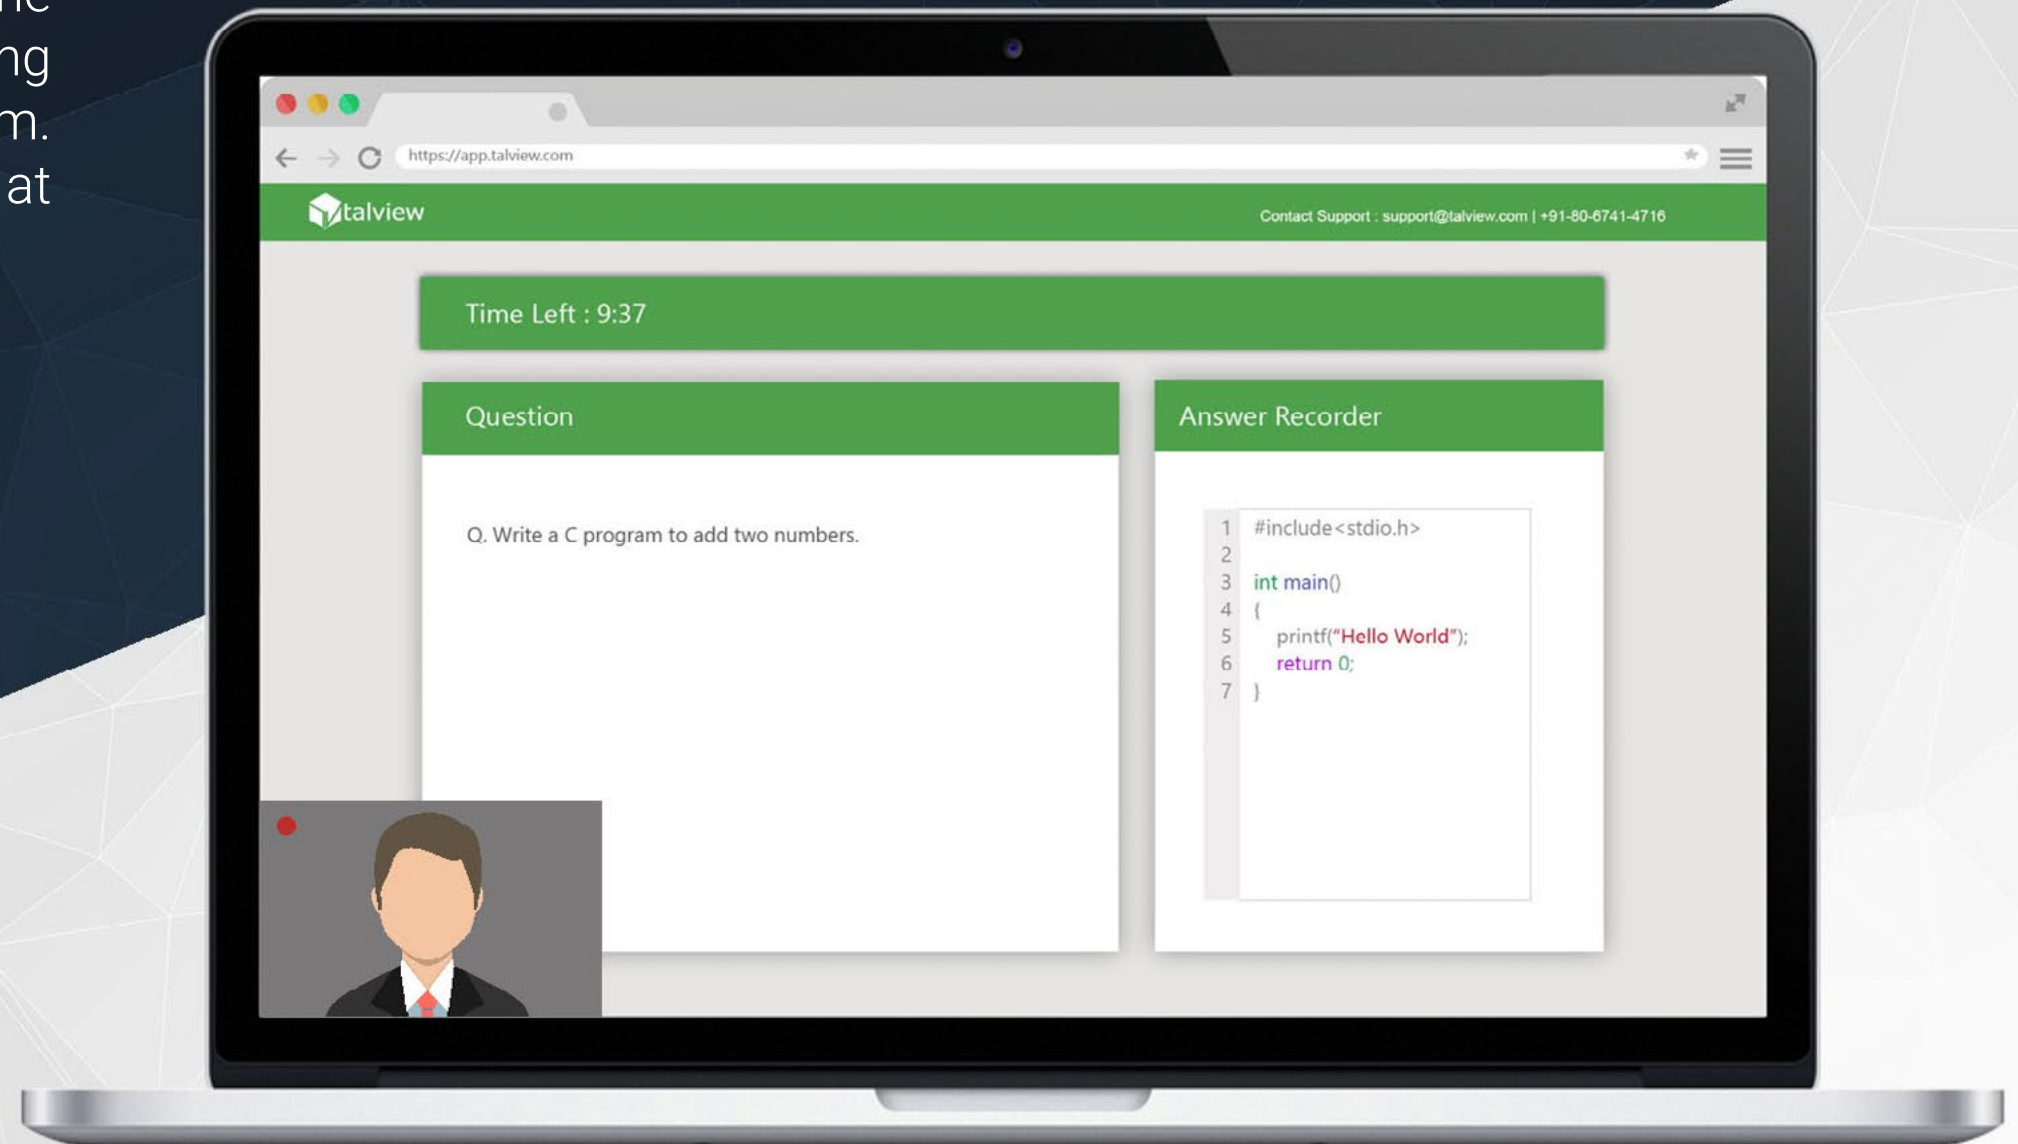 ng
m.
at
https://app.talview.com
talview
Contact Support : support@talview.com | +91-80-6741-4716
Time Left : 9:37
Question
Q. Write a C program to add two numbers.
Answer Recorder
1 #include<stdio.h>
2
3 int main()
4 {
5 printf(“Hello World”);
6 return 0;
7 }